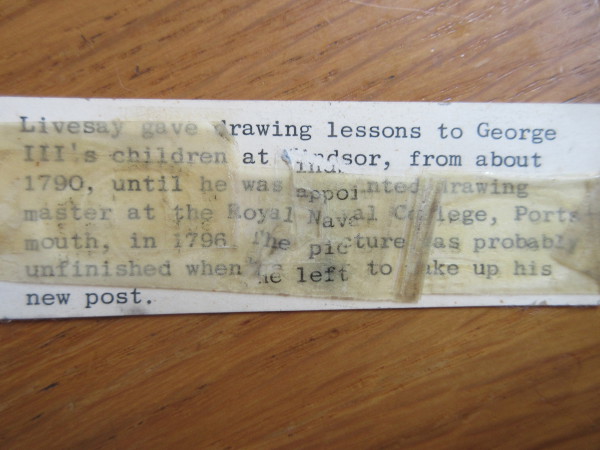 Livesay gave drawing lessons to George
III's children at Windsor, from about
1790, until he was appointed drawing
master at the Royal Naval College, Ports-
mouth, in 1796. The picture was probably
unfinished when he left to take up his
new post.